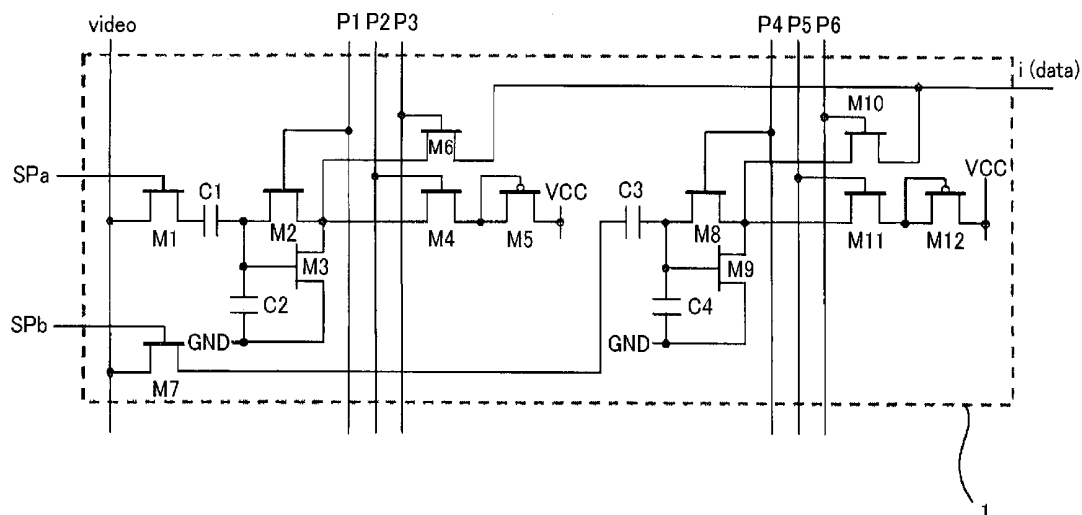 video
P1 P2 P3
P4 P5 P6
i (data)
M10
M6
SPa
C1
VCC
C3
VCC
M1
M2
M4
M5
M8
M11
M12
M3
M9
C2
C4
SPb
GND
GND
M7
1